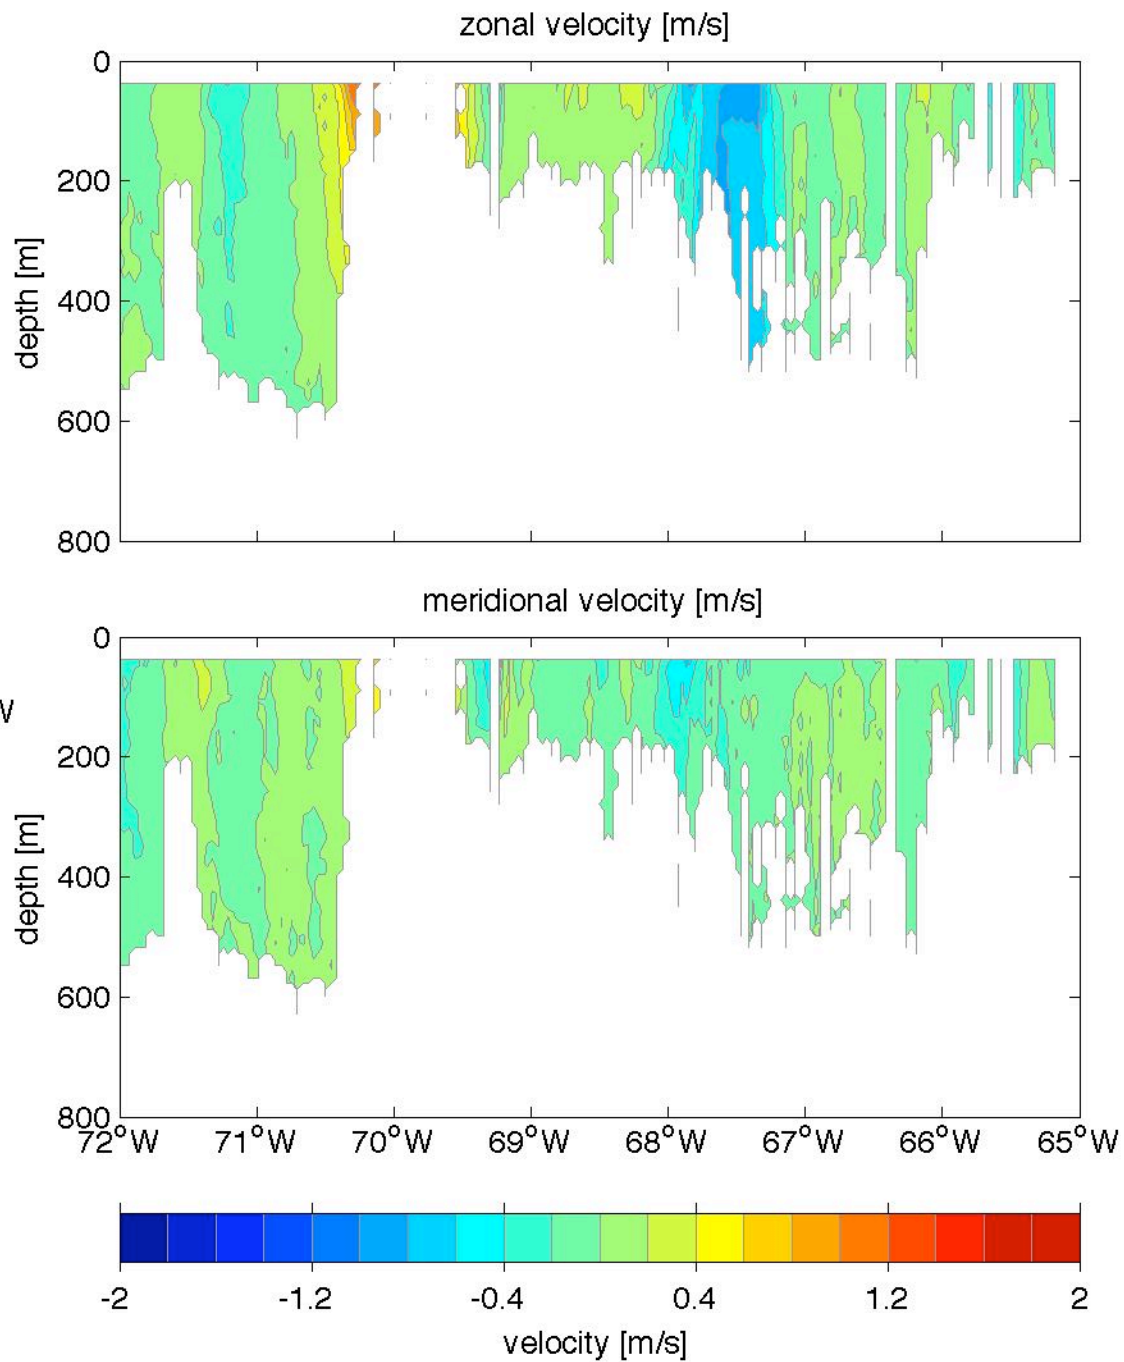 zonal velocity [m/s]
0
200
400
600
800
depth [m]
meridional velocity [m/s]
W
0
200
400
600
800
depth [m]
72°W 71°W 70°W 69°W 68°W 67°W 66°W 65°W
-2 -1.2 -0.4 0.4 1.2 2
velocity [m/s]